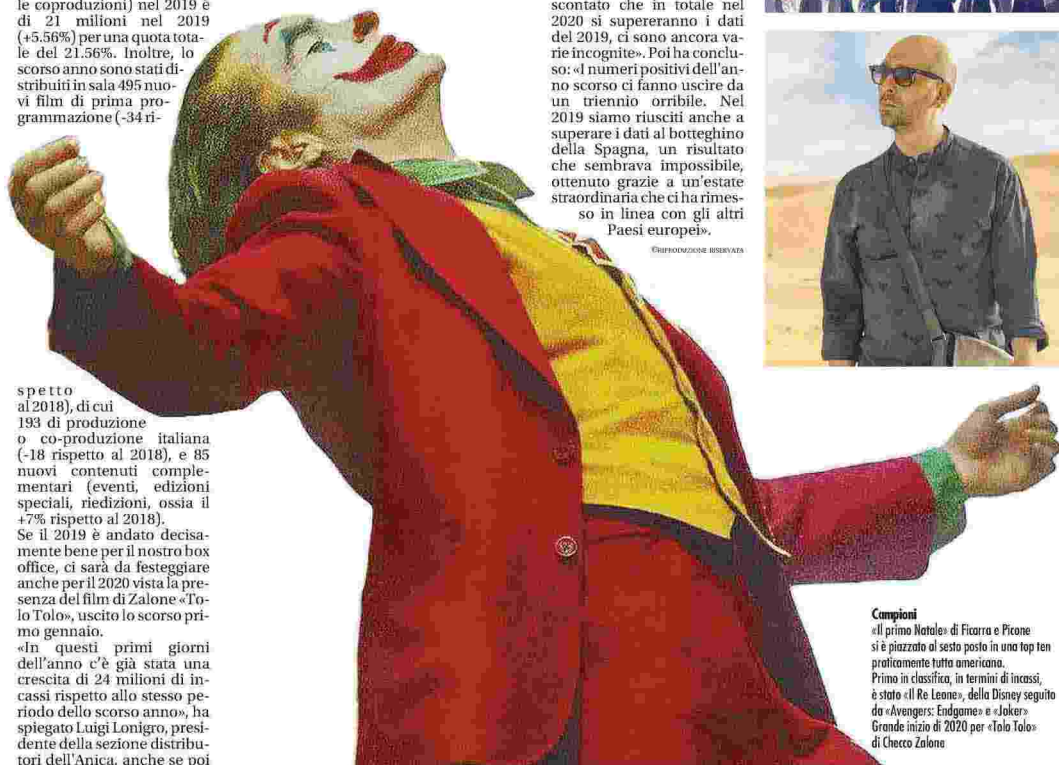 le coproduzioni) nel 2019 è
di 21 milioni nel 2019
(+5.56%) per una quota tota-
le del 21.56%. Inoltre, lo
scorso anno sono stati di-
stribuiti in sala 495 nuo-
vi film di prima pro-
grammazione (-34 ri-
spetto
al 2018), di cui
193 di produzione
o co-produzione italiana
(-18 rispetto al 2018), e 85
nuovi contenuti comple-
mentari (eventi, edizioni
speciali, riedizioni, ossia il
+7% rispetto al 2018).
Se il 2019 è andato decisa-
mente bene per il nostro box
office, ci sarà da festeggiare
anche per il 2020 vista la pre-
senza del film di Zalone «To-
lo Tolo», uscito lo scorso pri-
mo gennaio.
«In questi primi giorni
dell'anno c'è già stata una
crescita di 24 milioni di in-
cassi rispetto allo stesso pe-
riodo dello scorso anno», ha
spiegato Luigi Lonigro, presi-
dente della sezione distribu-
tori dell'Anica, anche se poi
scontato che in totale nel
2020 si supereranno i dati
del 2019, ci sono ancora va-
rie incognite». Poi ha conclu-
so: «I numeri positivi dell'an-
no scorso ci fanno uscire da
un triennio orribile. Nel
2019 siamo riusciti anche a
superare i dati al botteghino
della Spagna, un risultato
che sembrava impossibile,
ottenuto grazie a un'estate
straordinaria che ci ha rimes-
so in linea con gli altri
Paesi europei».
©RIPRODUZIONE RISERVATA
Campioni
«Il primo Natale» di Ficarra e Picone
si è piazzato al sesto posto in una top ten
praticamente tutta americana.
Primo in classifica, in termini di incassi,
è stato «Il Re Leone», della Disney seguito
da «Avengers: Endgame» e «Joker»
Grande inizio di 2020 per «Tolo Tolo»
di Checco Zalone